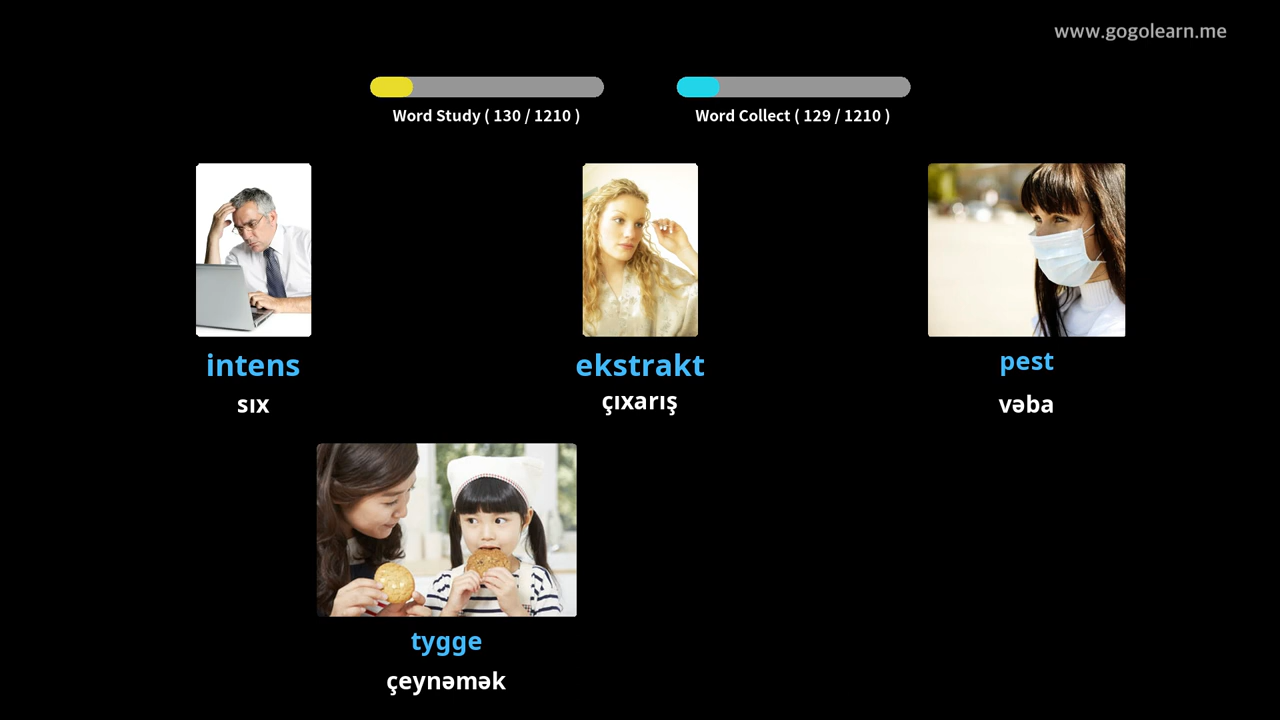 www.gogolearn.me
Word Study ( 130 / 1210 )
Word Collect ( 129 / 1210 )
intens
sıx
ekstrakt
çıxarış
pest
vəba
tygge
çeynəmək